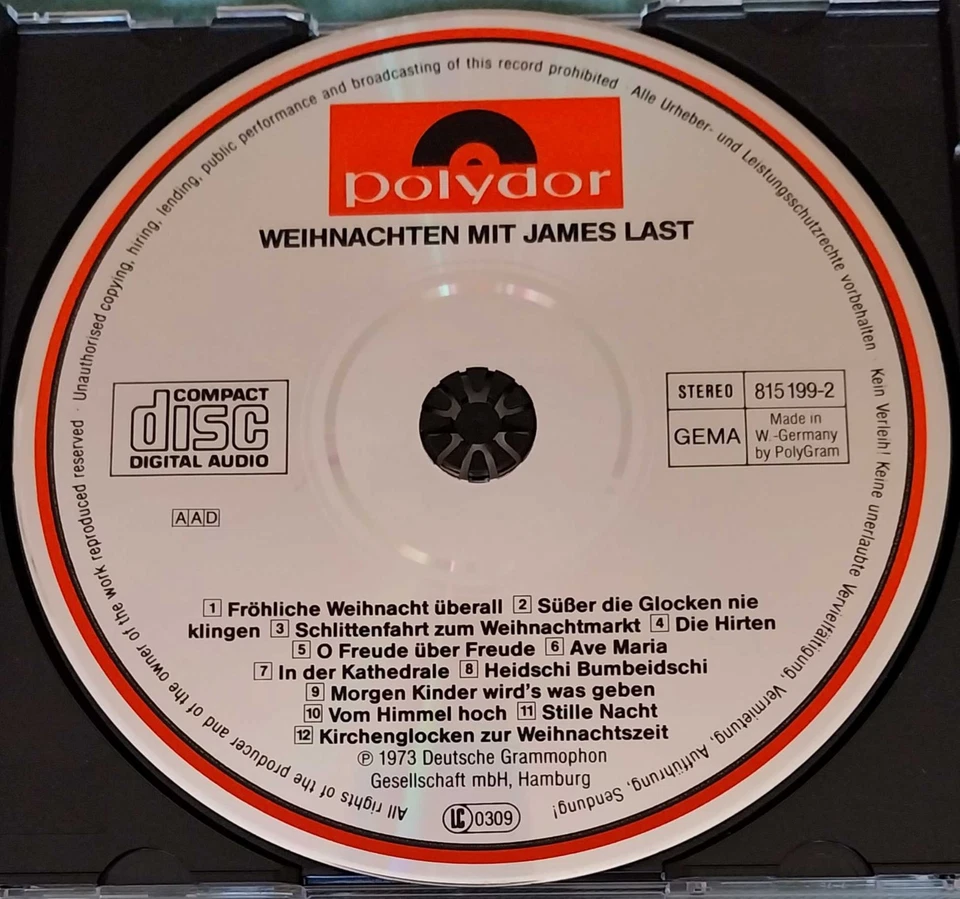 All rights of the producer and of the owner of the work reproduced reserved · Unauthorised copying, hiring, lending, public performance and broadcasting of this record prohibited · Alle Urheber- und Leistungsschutzrechte vorbehalten · Kein Verleih! Keine unerlaubte Vervielfältigung, Vermietung, Aufführung, Sendung!
polydor
WEIHNACHTEN MIT JAMES LAST
COMPACT
disc
DIGITAL AUDIO
STEREO 815 199-2
GEMA
Made in
W.-Germany
by PolyGram
AAD
1 Fröhliche Weihnacht überall 2 Süßer die Glocken nie
klingen 3 Schlittenfahrt zum Weihnachtmarkt 4 Die Hirten
5 O Freude über Freude 6 Ave Maria
7 In der Kathedrale 8 Heidschi Bumbeidschi
9 Morgen Kinder wird's was geben
10 Vom Himmel hoch 11 Stille Nacht
12 Kirchenglocken zur Weihnachtszeit
℗ 1973 Deutsche Grammophon
Gesellschaft mbH, Hamburg
LC 0309